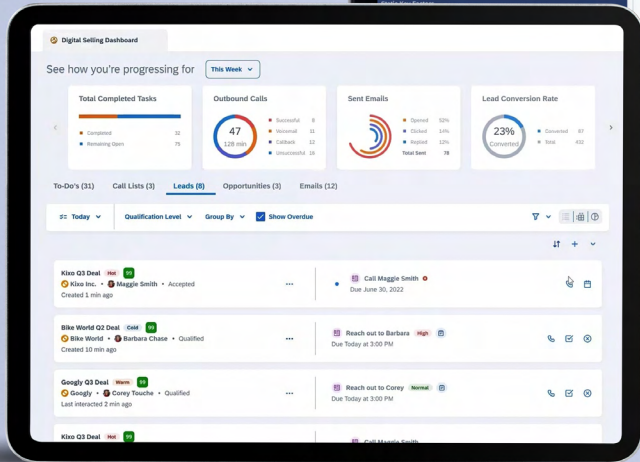 Digital Selling Dashboard
See how you're progressing for This Week
Total Completed Tasks
Completed 32
Remaining Open 75
Outbound Calls
47
128 min
Successful 8
Voicemail 11
Callback 12
Unsuccessful 16
Sent Emails
Opened 52%
Clicked 14%
Replied 12%
Total Sent 78
Lead Conversion Rate
23%
Converted
Converted 87
Total 432
To-Do's (31) Call Lists (3) Leads (8) Opportunities (3) Emails (12)
Today Qualification Level Group By Show Overdue
Kixo Q3 Deal Hot 99
Kixo Inc. • Maggie Smith • Accepted
Created 1 min ago
Call Maggie Smith
Due June 30, 2022
Bike World Q2 Deal Cold 99
Bike World • Barbara Chase • Qualified
Created 10 min ago
Reach out to Barbara High
Due Today at 3:00 PM
Googly Q3 Deal Warm 99
Googly • Corey Touche • Qualified
Last interacted 2 min ago
Reach out to Corey Normal
Due Today at 3:00 PM
Kixo Q3 Deal Hot 99
Call Maggie Smith